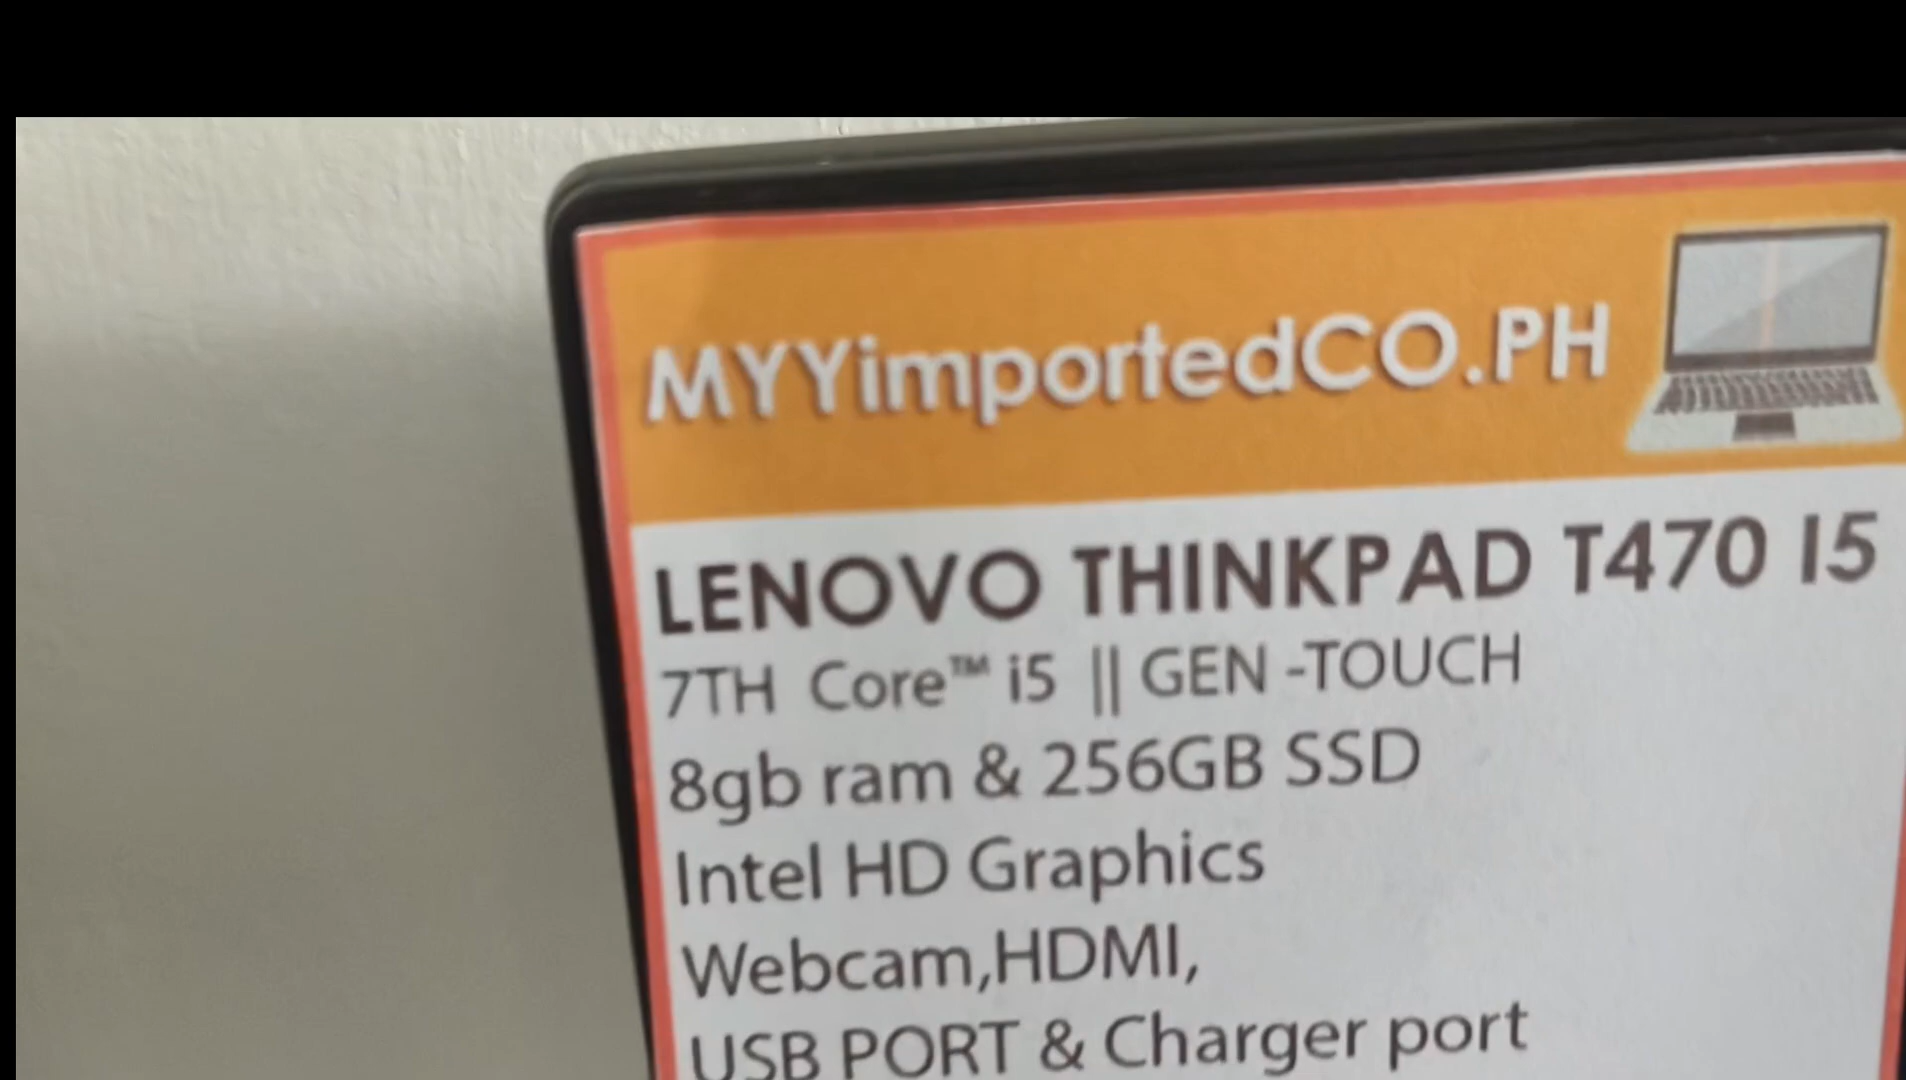 MYYimportedCO.PH
LENOVO THINKPAD T470 I5
7TH Core™ i5 || GEN -TOUCH
8gb ram & 256GB SSD
Intel HD Graphics
Webcam,HDMI,
USB PORT & Charger port